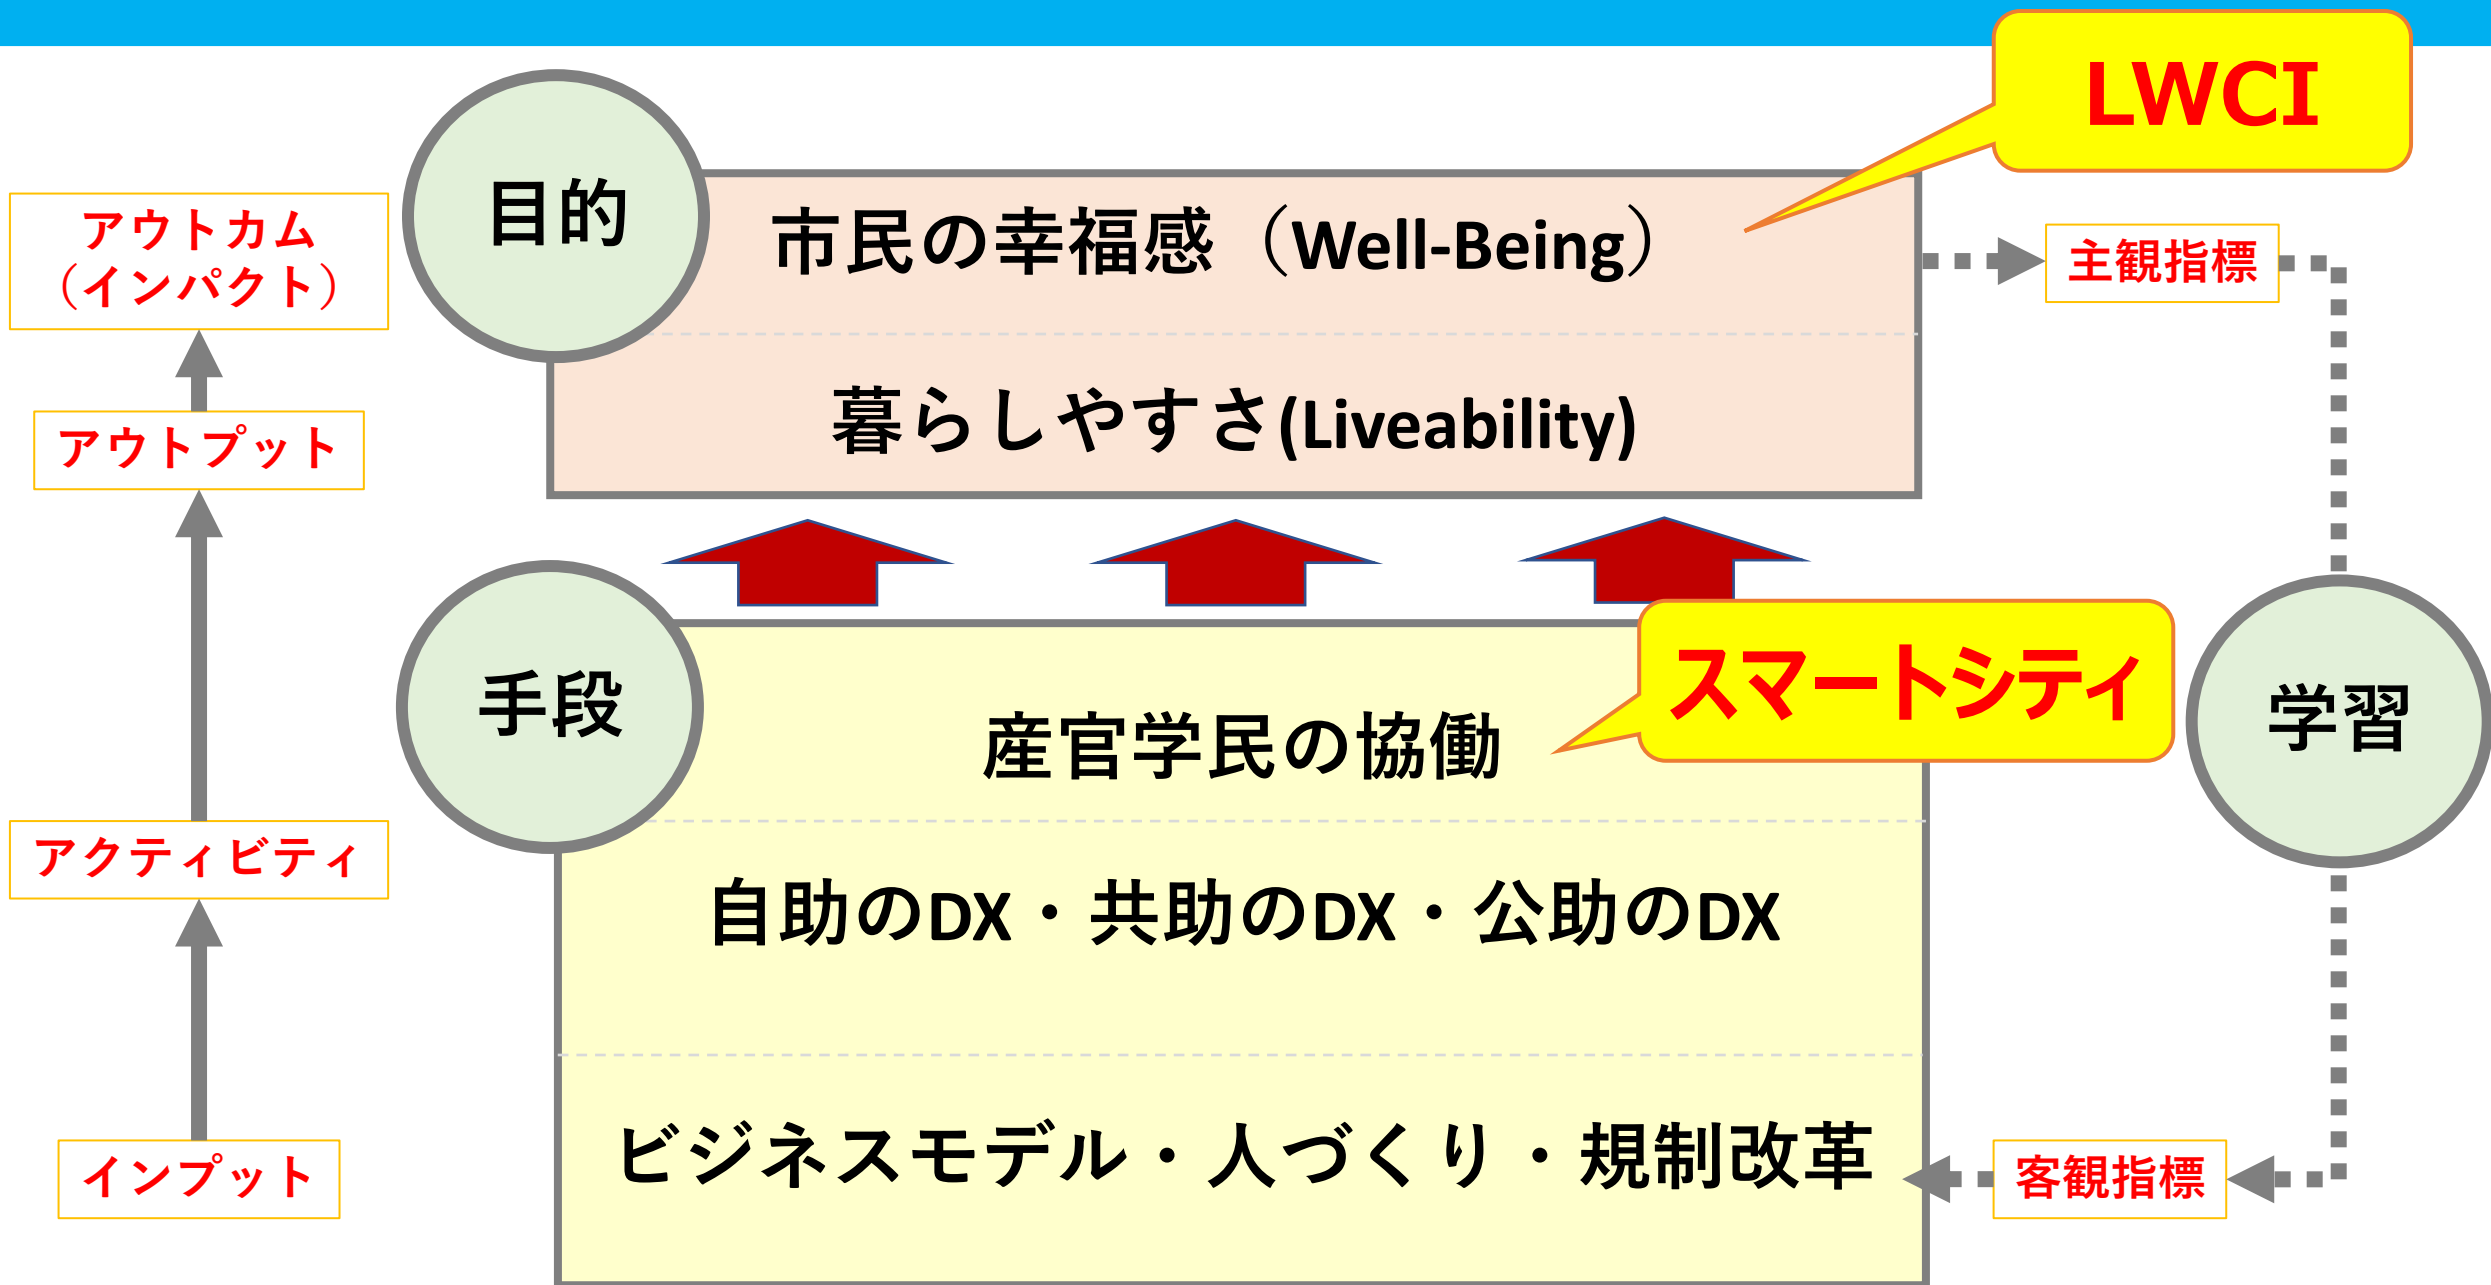 LWCI
目的
市民の幸福感（Well-Being）
暮らしやすさ(Liveability)
アウトカム
（インパクト）
アウトプット
アクティビティ
インプット
主観指標
手段
スマートシティ
産官学民の協働
自助のDX・共助のDX・公助のDX
ビジネスモデル・人づくり・規制改革
学習
客観指標